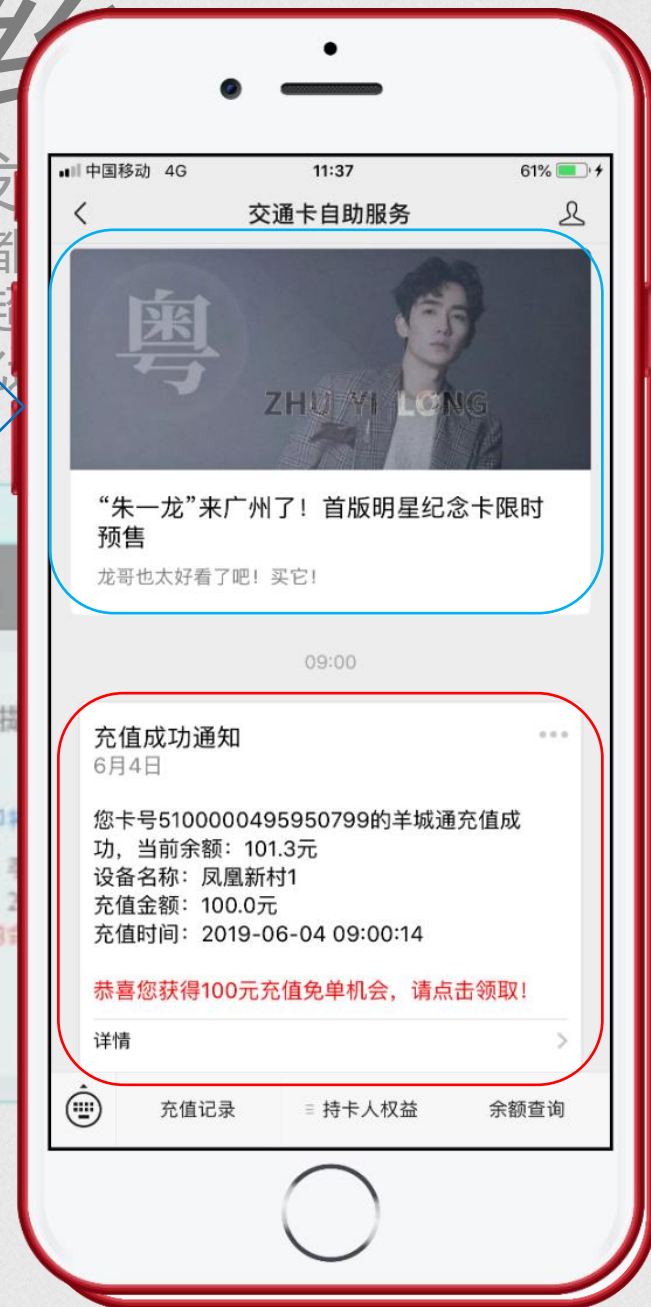 中国移动 4G 11:37 61%
交通卡自助服务
粤
ZHU YI LONG
“朱一龙”来广州了！首版明星纪念卡限时
预售
龙哥也太好看了吧！买它！
09:00
充值成功通知
6月4日
您卡号5100000495950799的羊城通充值成
功，当前余额：101.3元
设备名称：凤凰新村1
充值金额：100.0元
充值时间：2019-06-04 09:00:14
恭喜您获得100元充值免单机会，请点击领取！
详情
充值记录 持卡人权益 余额查询